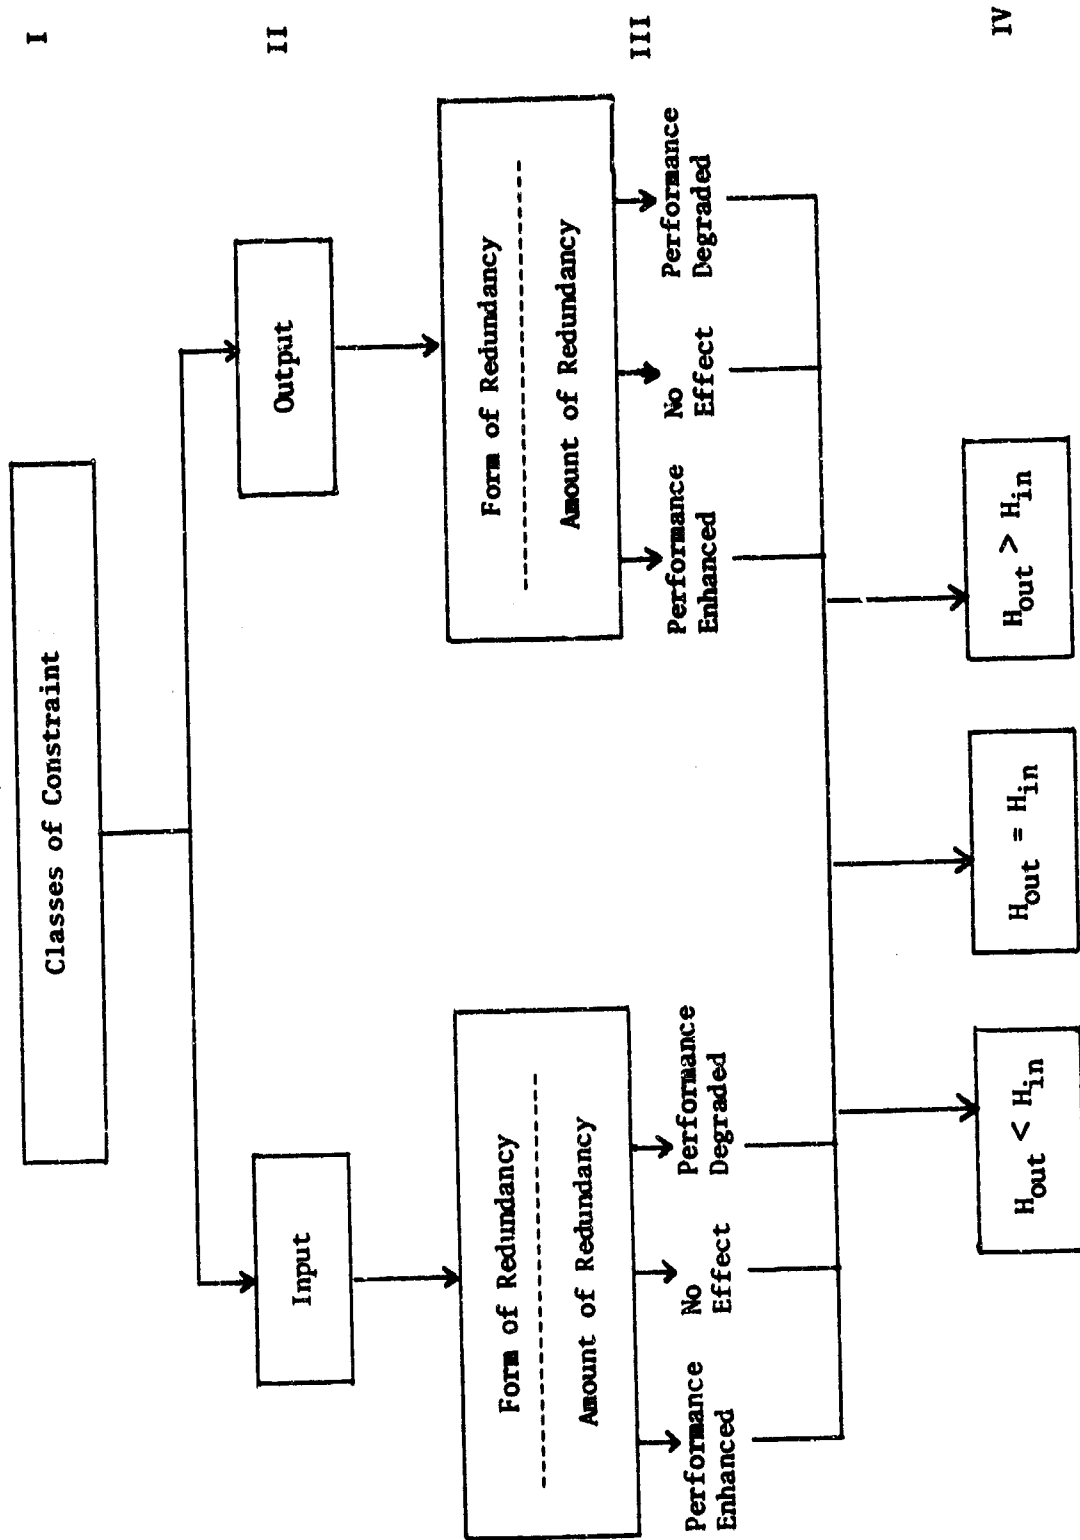 Classes of Constraint
I
Input
Output
II
Form of Redundancy
Amount of Redundancy
Form of Redundancy
Amount of Redundancy
III
Performance
Enhanced
No
Effect
Performance
Degraded
Performance
Enhanced
No
Effect
Performance
Degraded
H_out < H_in
H_out = H_in
H_out > H_in
IV